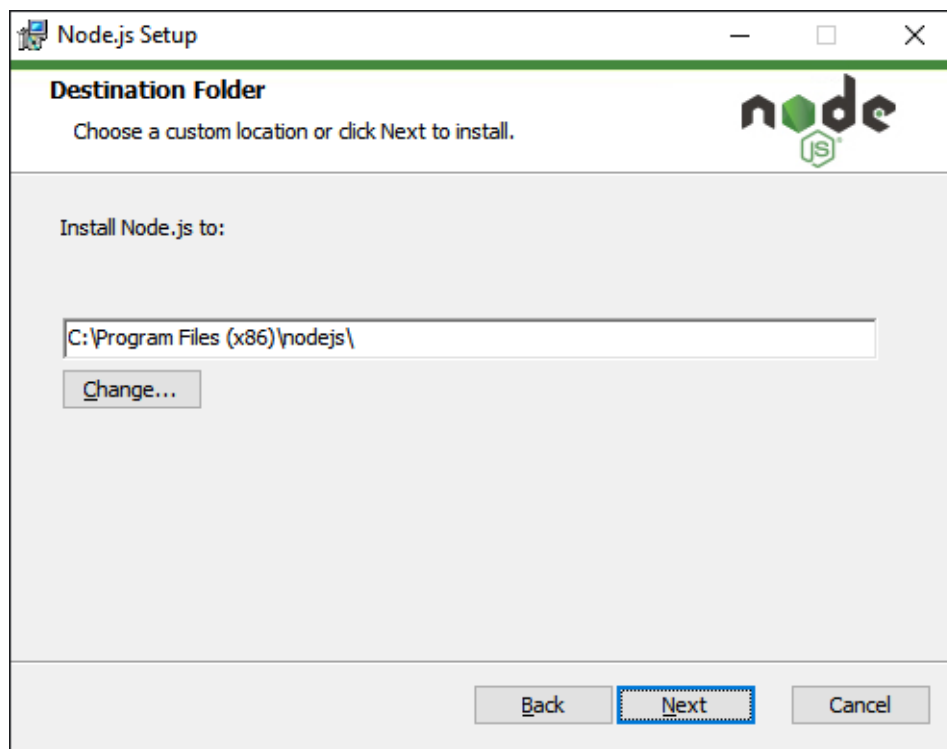 Node.js Setup
Destination Folder
Choose a custom location or click Next to install.
node
JS
Install Node.js to:
C:\Program Files (x86)\nodejs\
Change...
Back
Next
Cancel